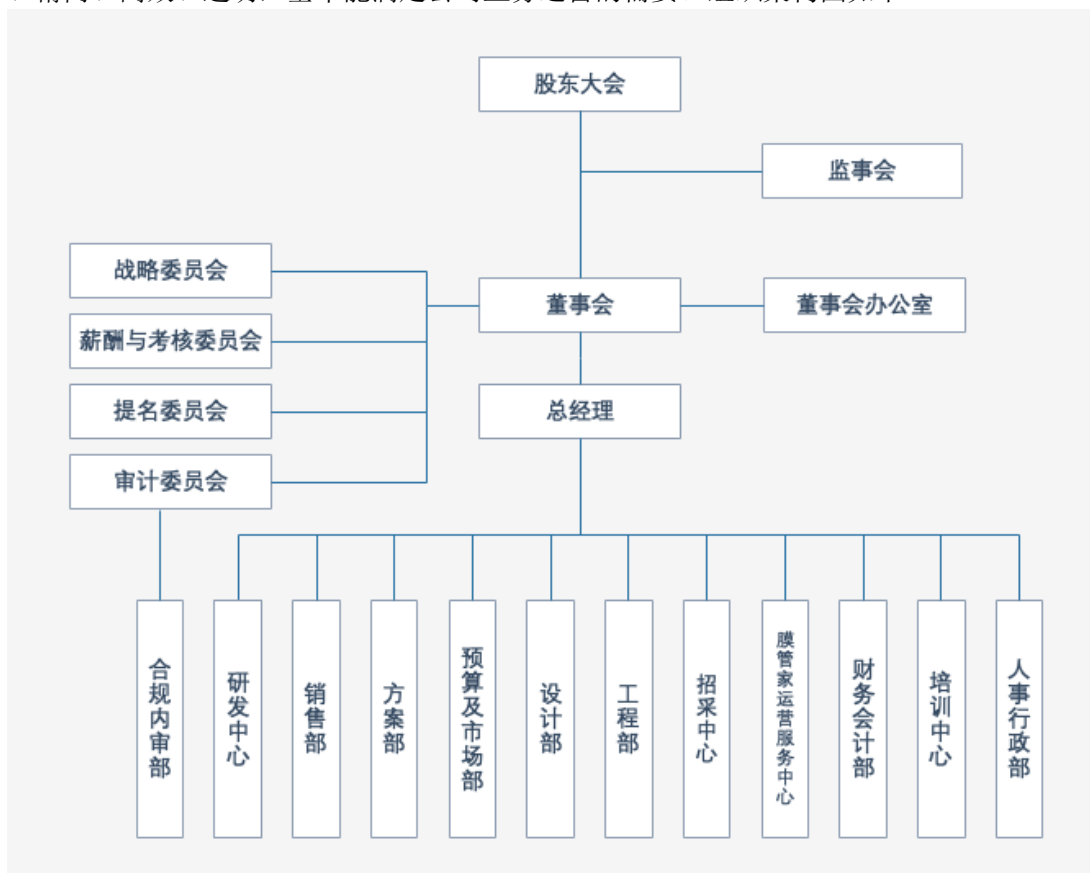 股东大会
监事会
战略委员会
董事会
董事会办公室
薪酬与考核委员会
提名委员会
总经理
审计委员会
合规内审部
研发中心
销售部
方案部
预算及市场部
设计部
工程部
招采中心
膜管家运营服务中心
财务会计部
培训中心
人事行政部